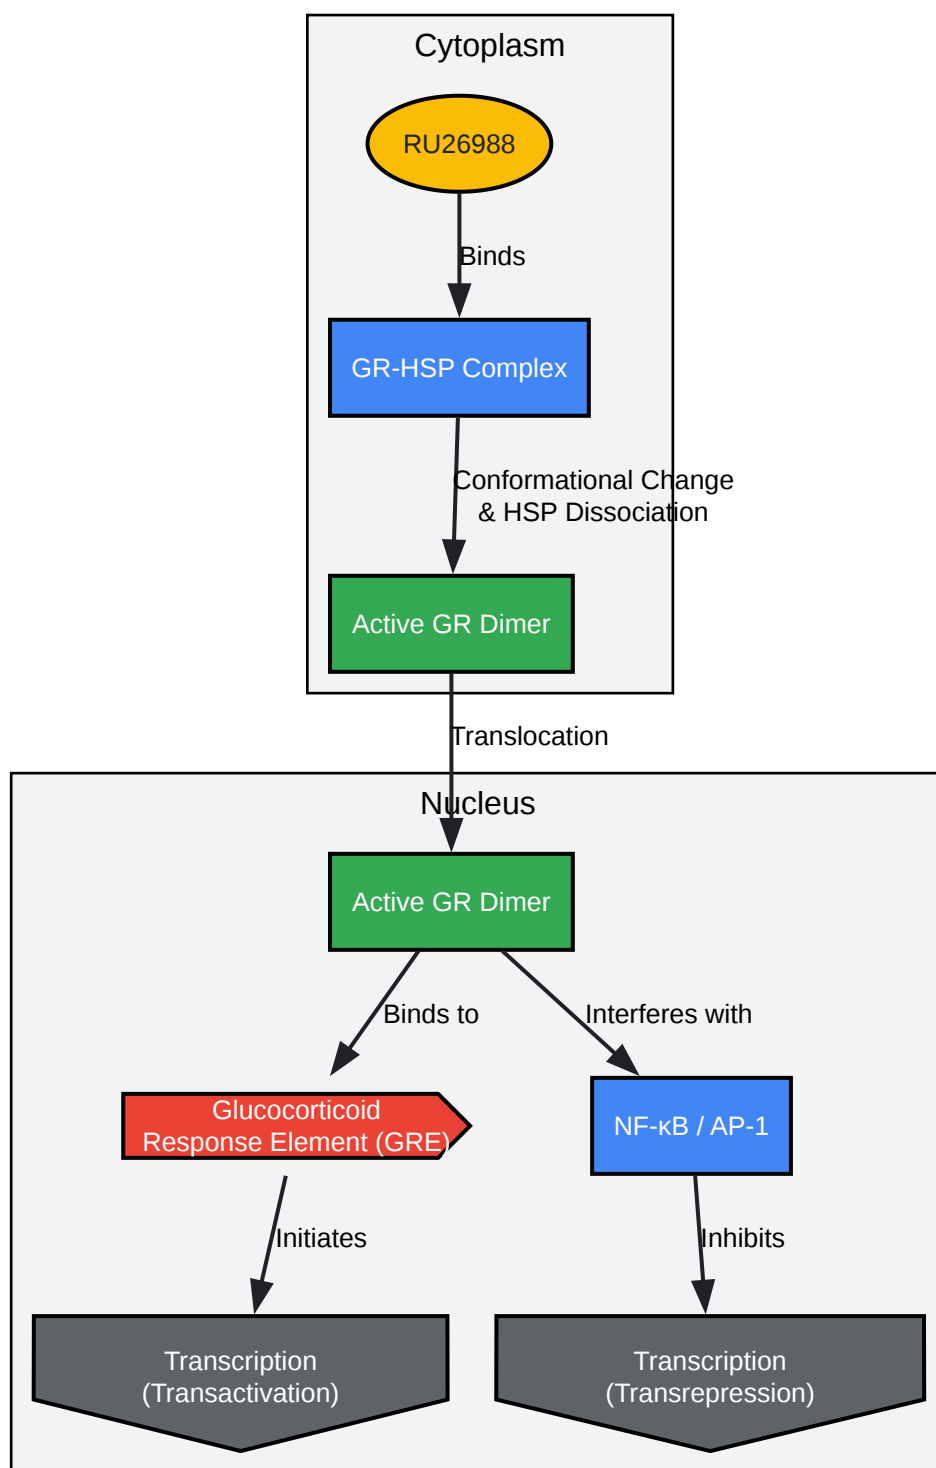 Cytoplasm
RU26988
Binds
GR-HSP Complex
Conformational Change
& HSP Dissociation
Active GR Dimer
Translocation
Nucleus
Active GR Dimer
Binds to
Interferes with
Glucocorticoid
Response Element (GRE)
NF-κB / AP-1
Initiates
Inhibits
Transcription
(Transactivation)
Transcription
(Transrepression)